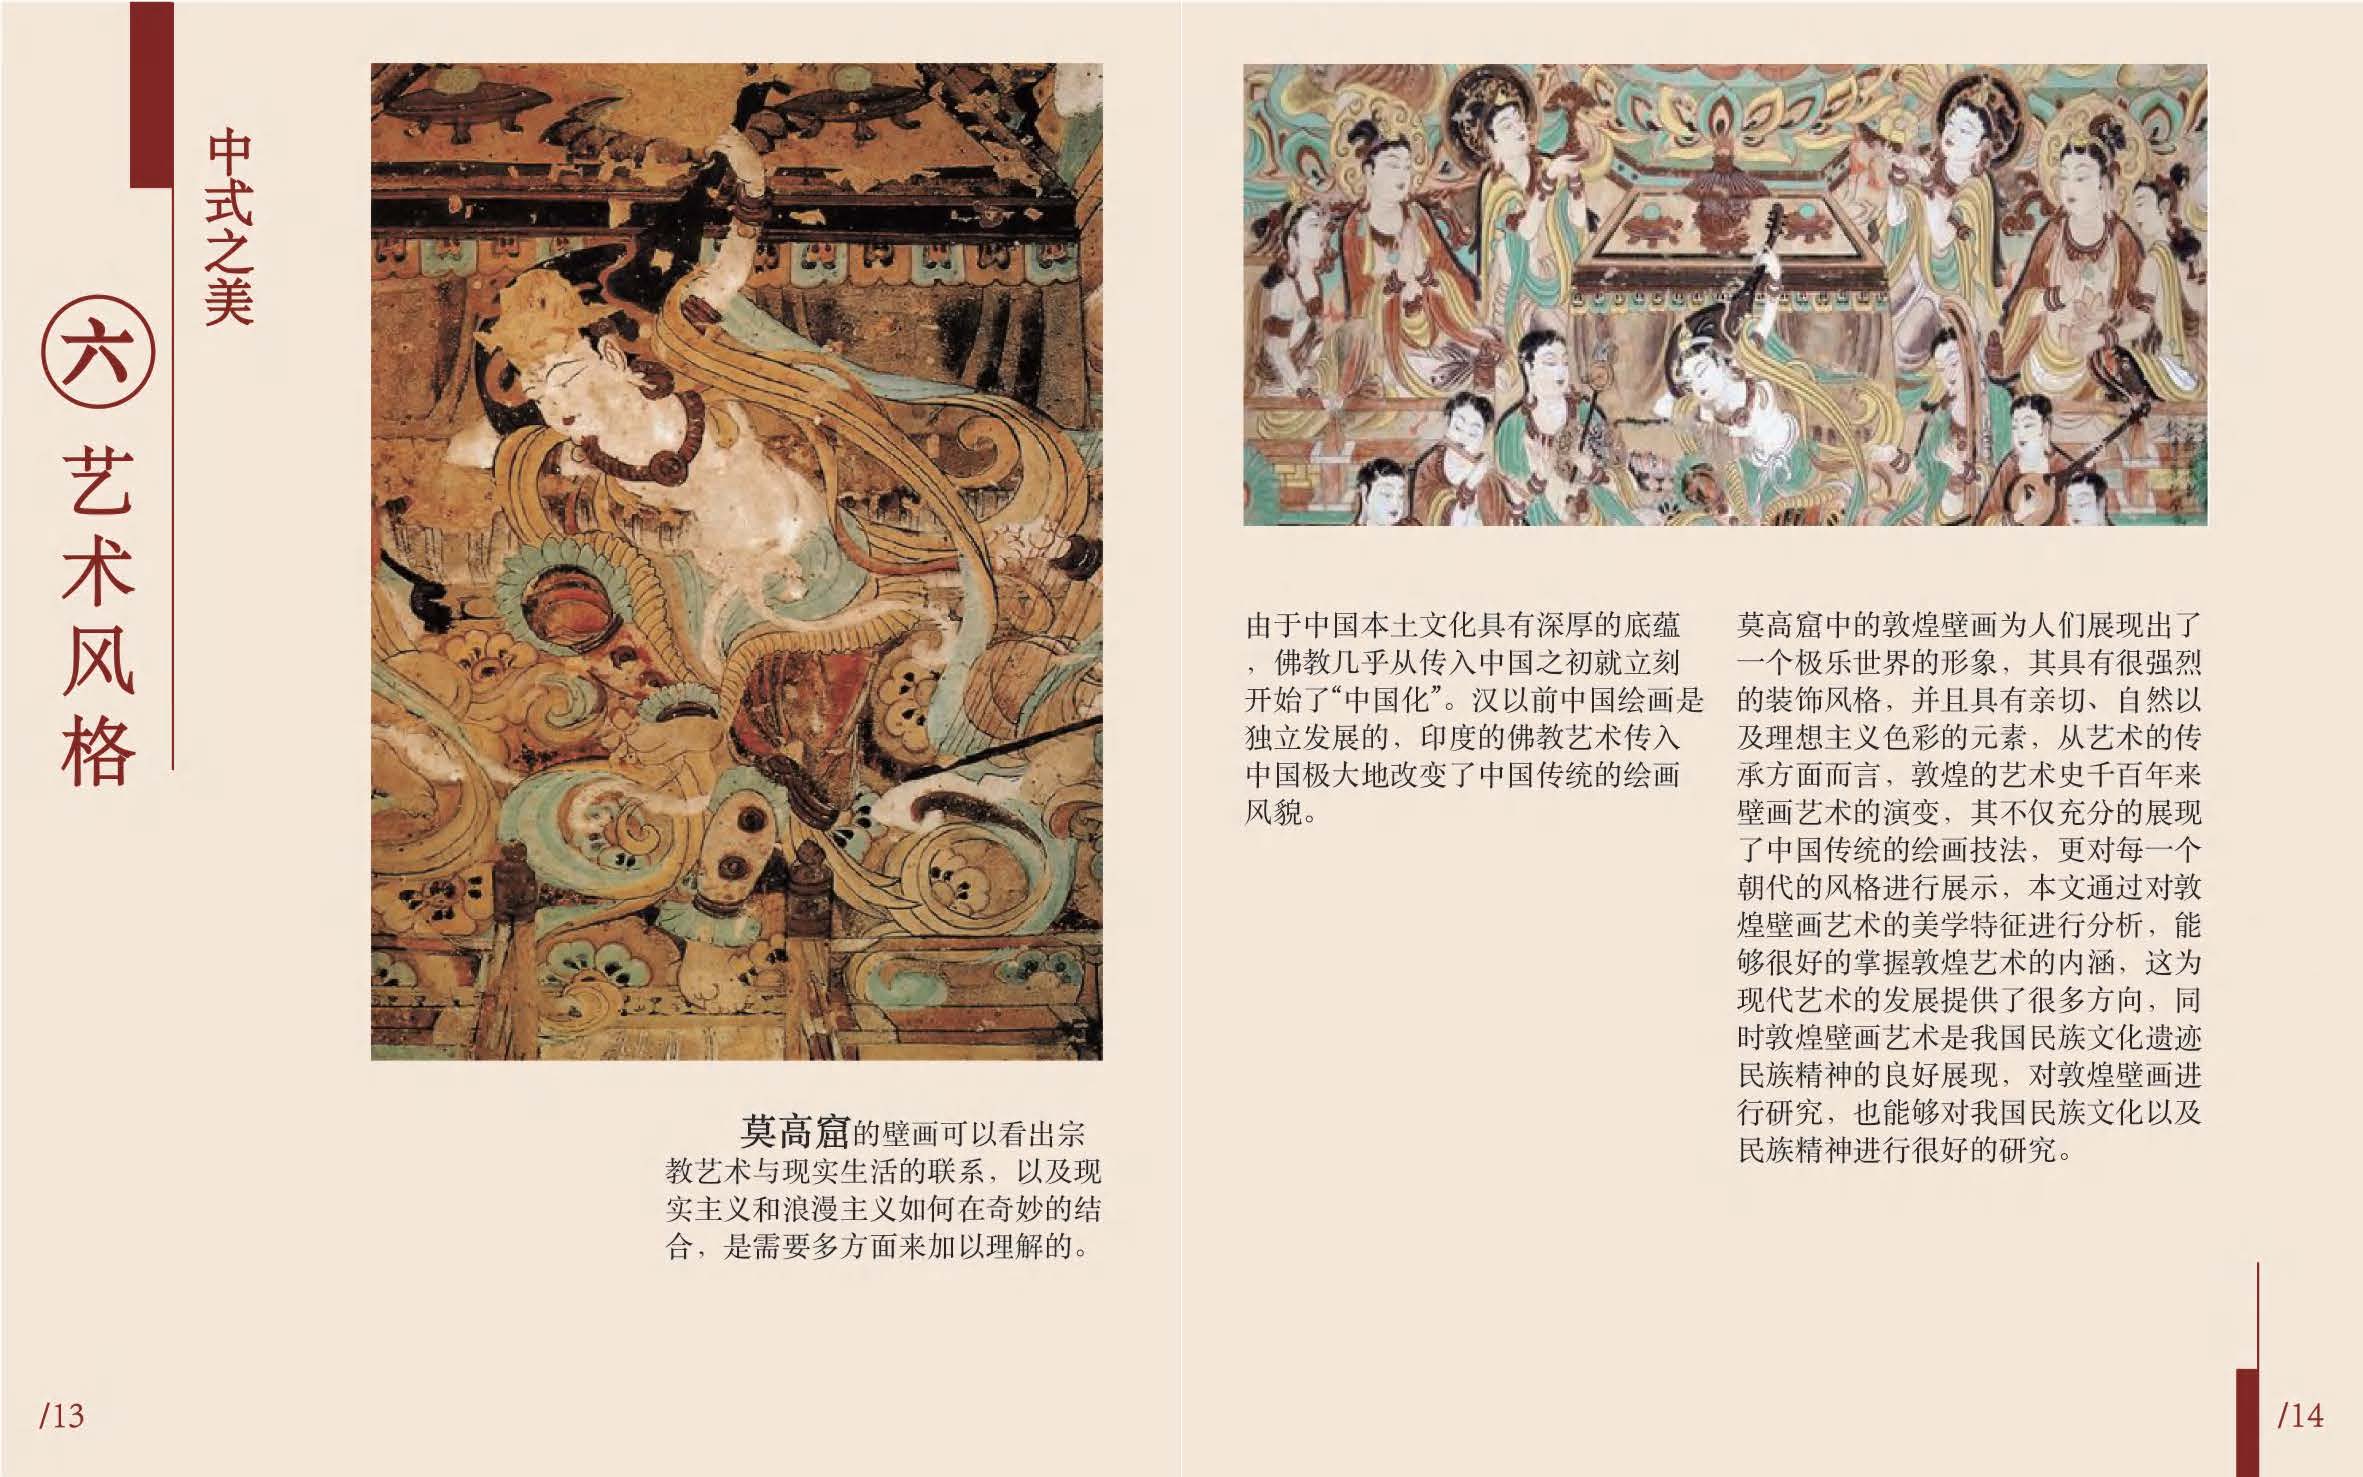 中式之美
六
艺术风格
莫高窟的壁画可以看出宗
教艺术与现实生活的联系，以及现
实主义和浪漫主义如何在奇妙的结
合，是需要多方面来加以理解的。
/13
由于中国本土文化具有深厚的底蕴
，佛教几乎从传入中国之初就立刻
开始了“中国化”。汉以前中国绘画是
独立发展的，印度的佛教艺术传入
中国极大地改变了中国传统的绘画
风貌。
莫高窟中的敦煌壁画为人们展现出了
一个极乐世界的形象，其具有很强烈
的装饰风格，并且具有亲切、自然以
及理想主义色彩的元素，从艺术的传
承方面而言，敦煌的艺术史千百年来
壁画艺术的演变，其不仅充分的展现
了中国传统的绘画技法，更对每一个
朝代的风格进行展示，本文通过对敦
煌壁画艺术的美学特征进行分析，能
够很好的掌握敦煌艺术的内涵，这为
现代艺术的发展提供了很多方向，同
时敦煌壁画艺术是我国民族文化遗迹
民族精神的良好展现，对敦煌壁画进
行研究，也能够对我国民族文化以及
民族精神进行很好的研究。
/14